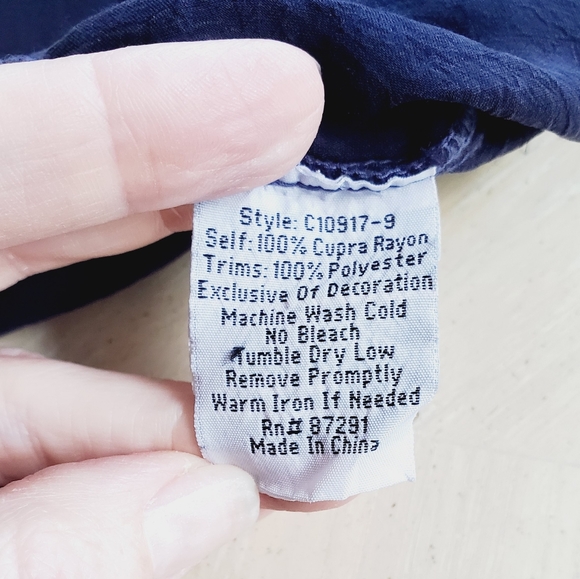 Style: C10917-9
Self: 100% Cupra Rayon
Trims: 100% Polyester
Exclusive Of Decoration
Machine Wash Cold
No Bleach
Tumble Dry Low
Remove Promptly
Warm Iron If Needed
Rn# 87291
Made In China